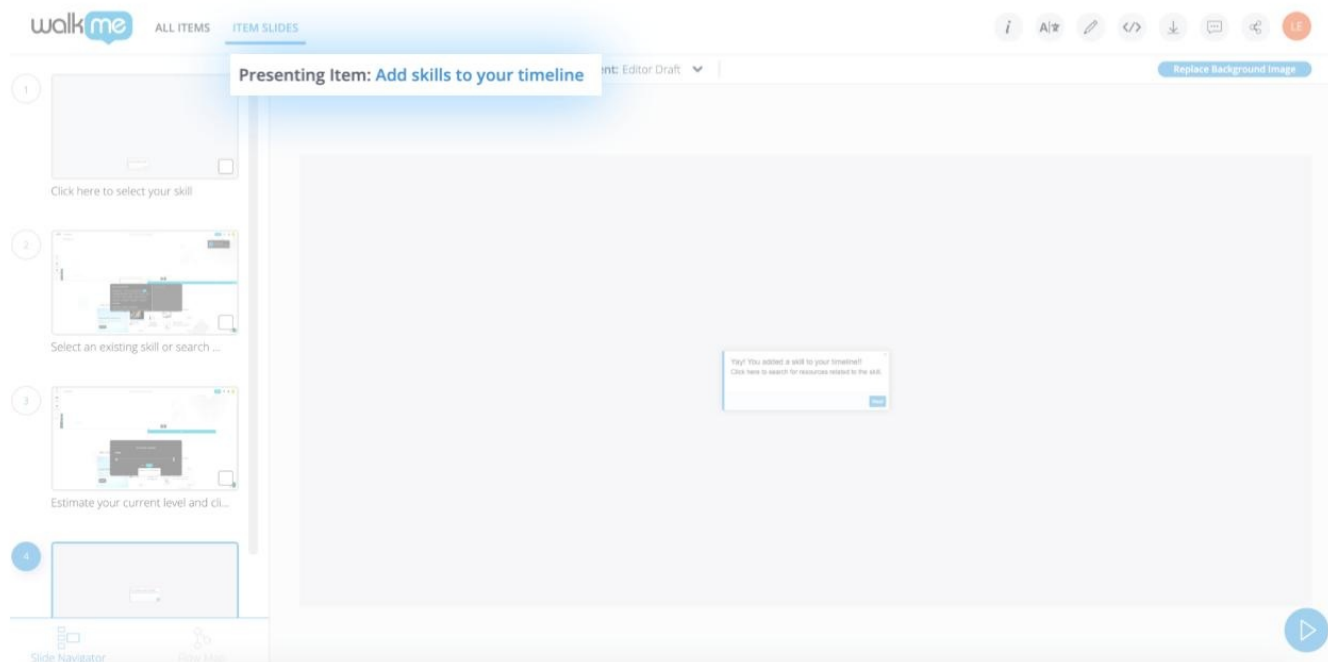 walkme
ALL ITEMS
ITEM SLIDES
i
A|
</>
LE
Presenting Item: Add skills to your timeline
nt: Editor Draft
Replace Background Image
1
Click here to select your skill
2
Select an existing skill or search ...
3
Estimate your current level and cli...
4
Yay! You added a skill to your timeline!!
Click here to search for resources related to the skill.
Slide Navigator
Flow Map